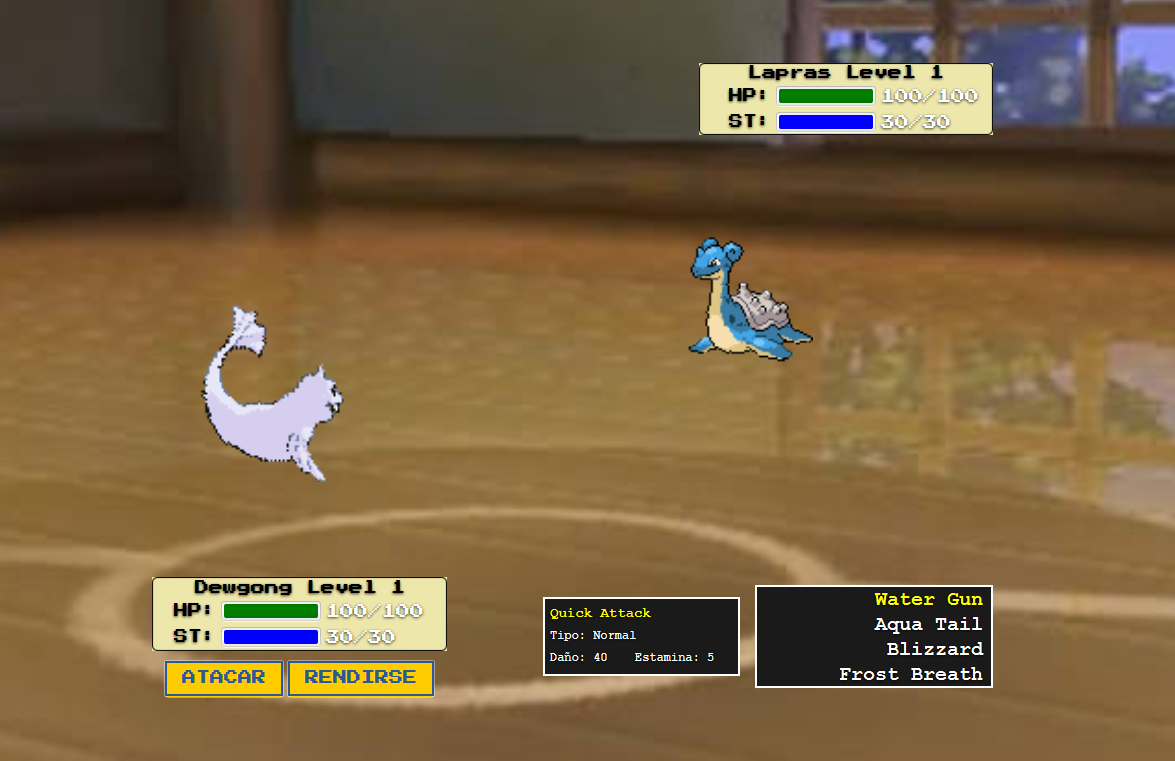 Lapras Level 1
HP: 100/100
ST: 30/30
Dewgong Level 1
HP: 100/100
ST: 30/30
ATACAR RENDIRSE
Quick Attack
Tipo: Normal
Daño: 40 Estamina: 5
Water Gun
Aqua Tail
Blizzard
Frost Breath